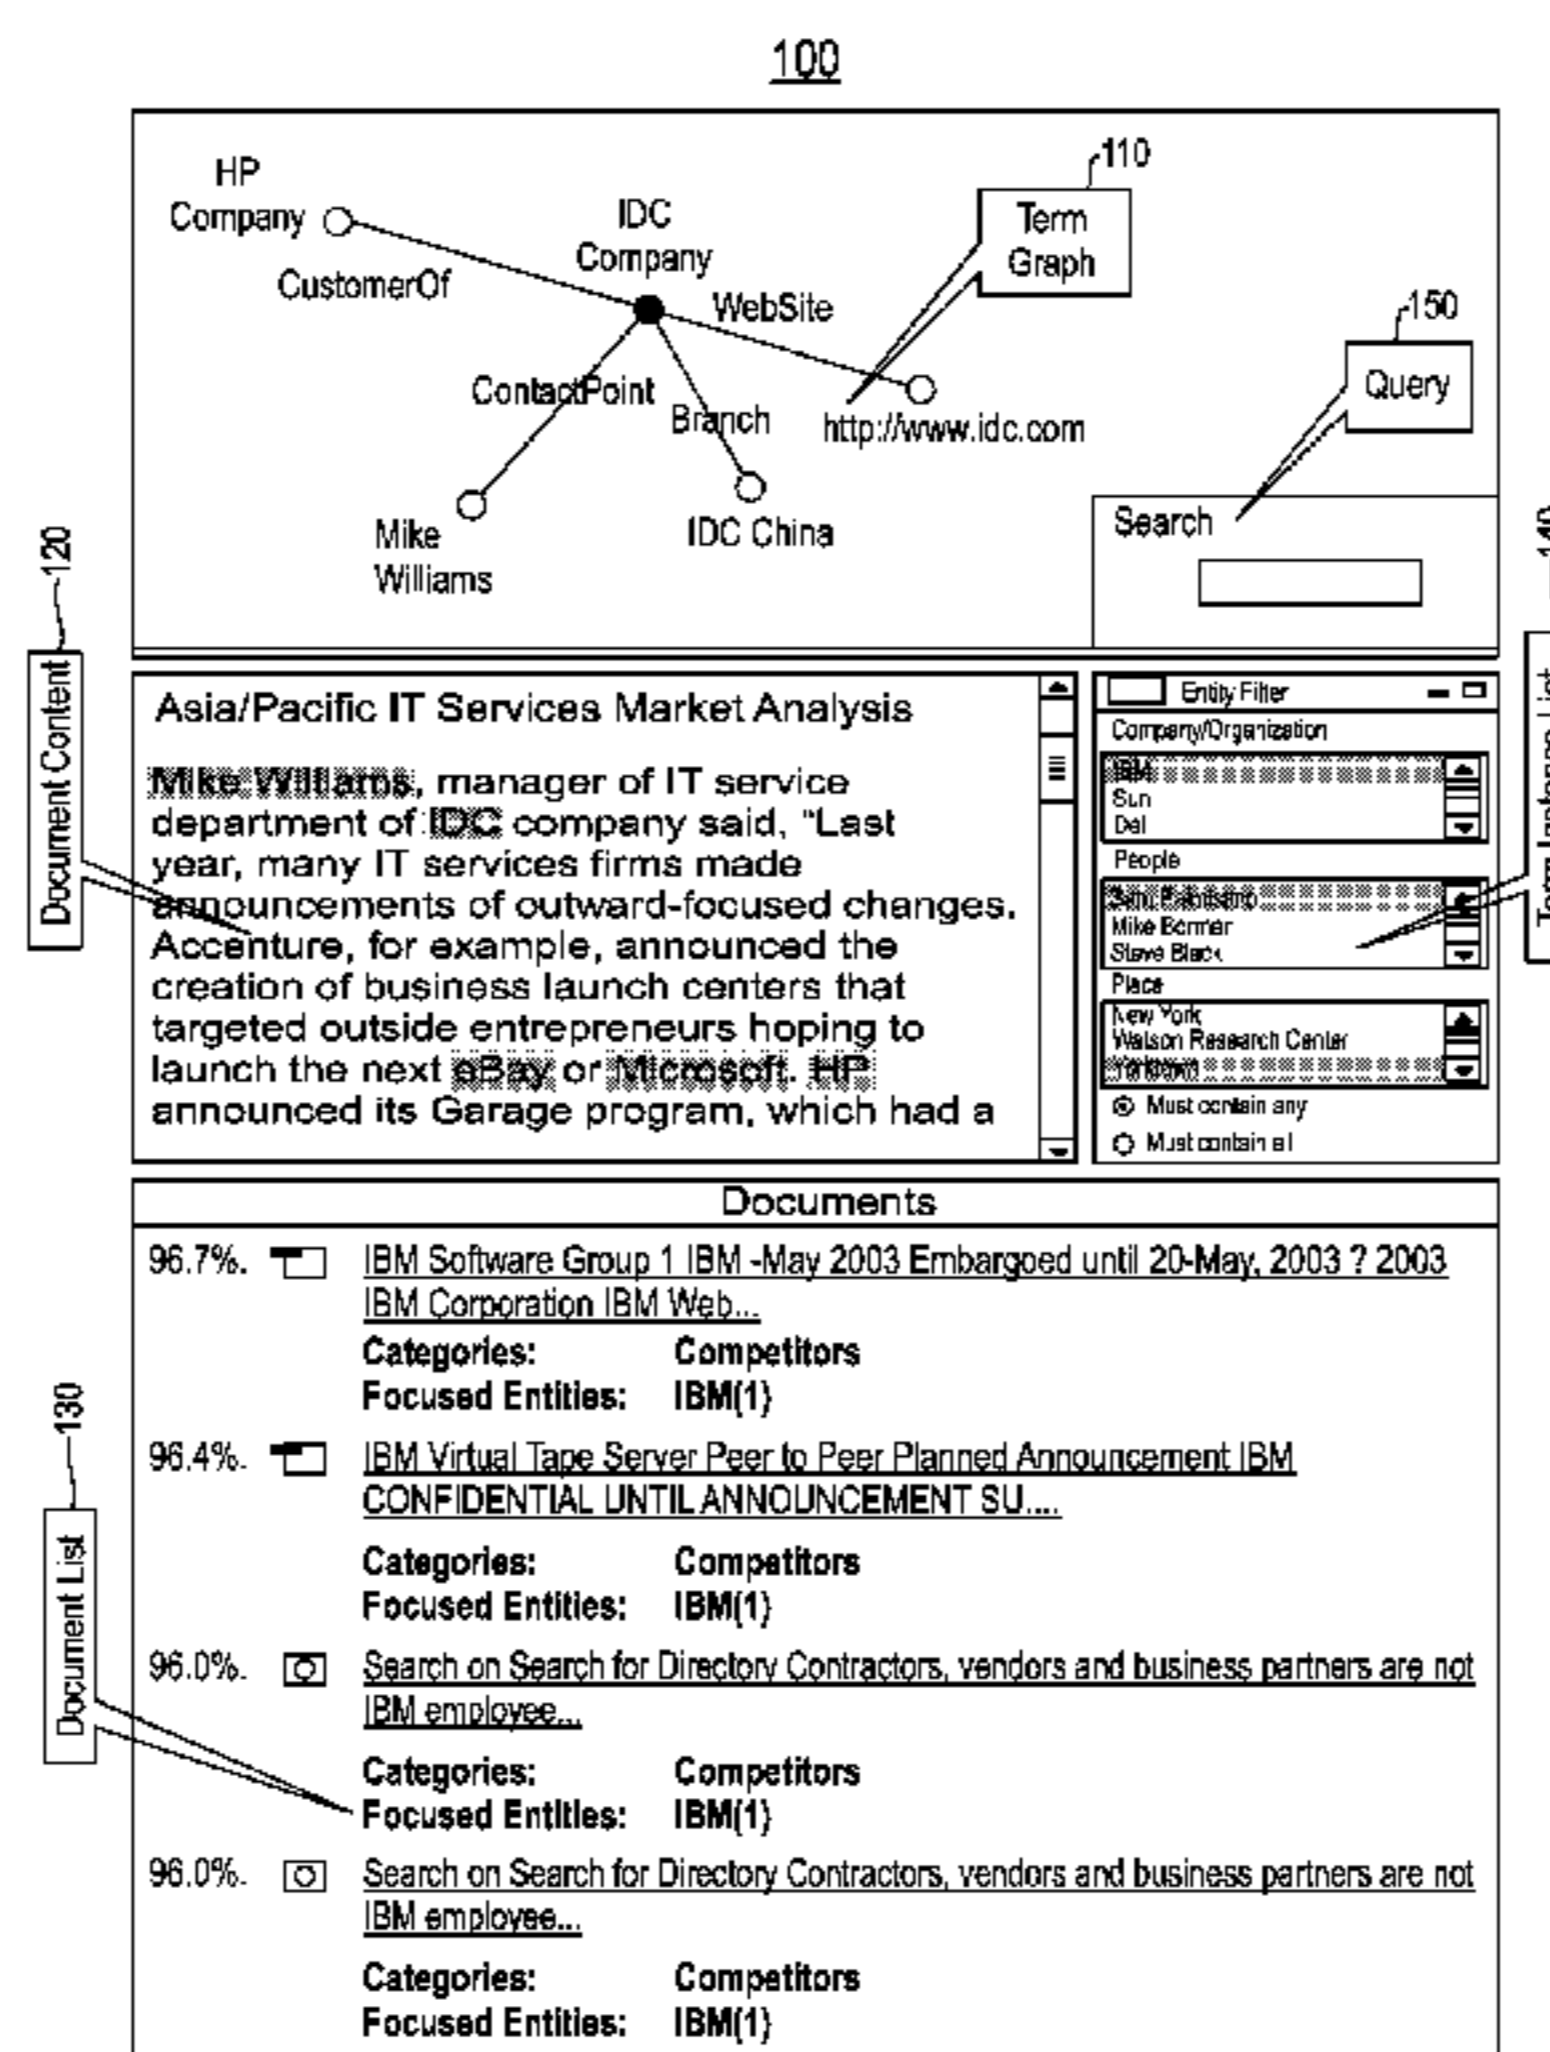 100
HP
Company
CustomerOf
IDC
Company
WebSite
ContactPoint
Branch
http://www.idc.com
Mike
Williams
IDC China
110
Term
Graph
150
Query
Search
120
Document Content
140
Term Instance List
Asia/Pacific IT Services Market Analysis
Mike Williams, manager of IT service
department of IDC company said, "Last
year, many IT services firms made
announcements of outward-focused changes.
Accenture, for example, announced the
creation of business launch centers that
targeted outside entrepreneurs hoping to
launch the next eBay or Microsoft. HP
announced its Garage program, which had a
Entity Filter
Company/Organization
IBM
Sun
Del
People
Mike Borman
Steve Black
Place
New York
Watson Research Center
Yorktown
Must contain any
Must contain all
Documents
96.7%. IBM Software Group 1 IBM -May 2003 Embargoed until 20-May, 2003 ? 2003
IBM Corporation IBM Web...
Categories: Competitors
Focused Entities: IBM(1)
130
Document List
96.4%. IBM Virtual Tape Server Peer to Peer Planned Announcement IBM
CONFIDENTIAL UNTIL ANNOUNCEMENT SU....
Categories: Competitors
Focused Entities: IBM(1)
96.0%. Search on Search for Directory Contractors, vendors and business partners are not
IBM employee...
Categories: Competitors
Focused Entities: IBM(1)
96.0%. Search on Search for Directory Contractors, vendors and business partners are not
IBM employee...
Categories: Competitors
Focused Entities: IBM(1)